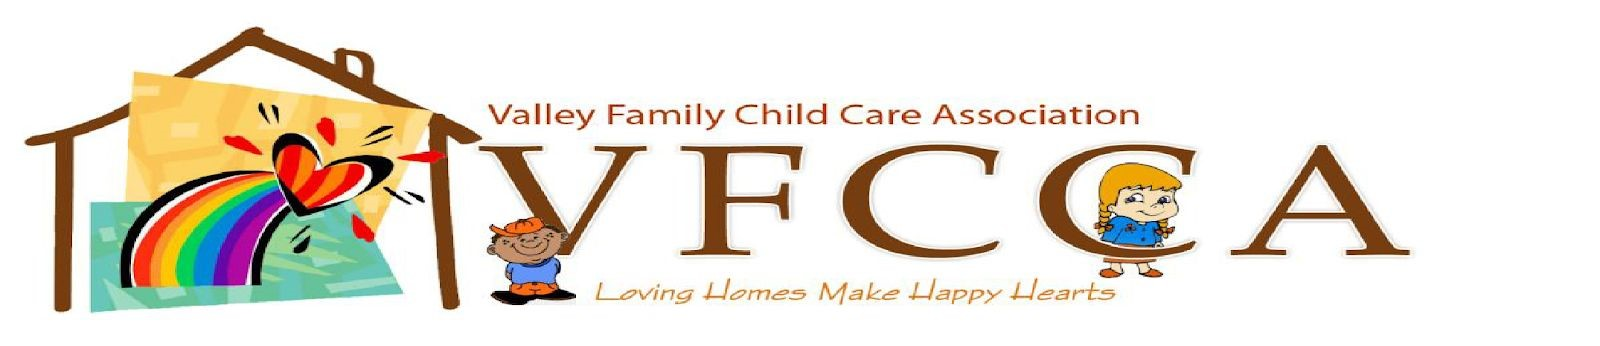 Valley Family Child Care Association
VFCCA
Loving Homes Make Happy Hearts